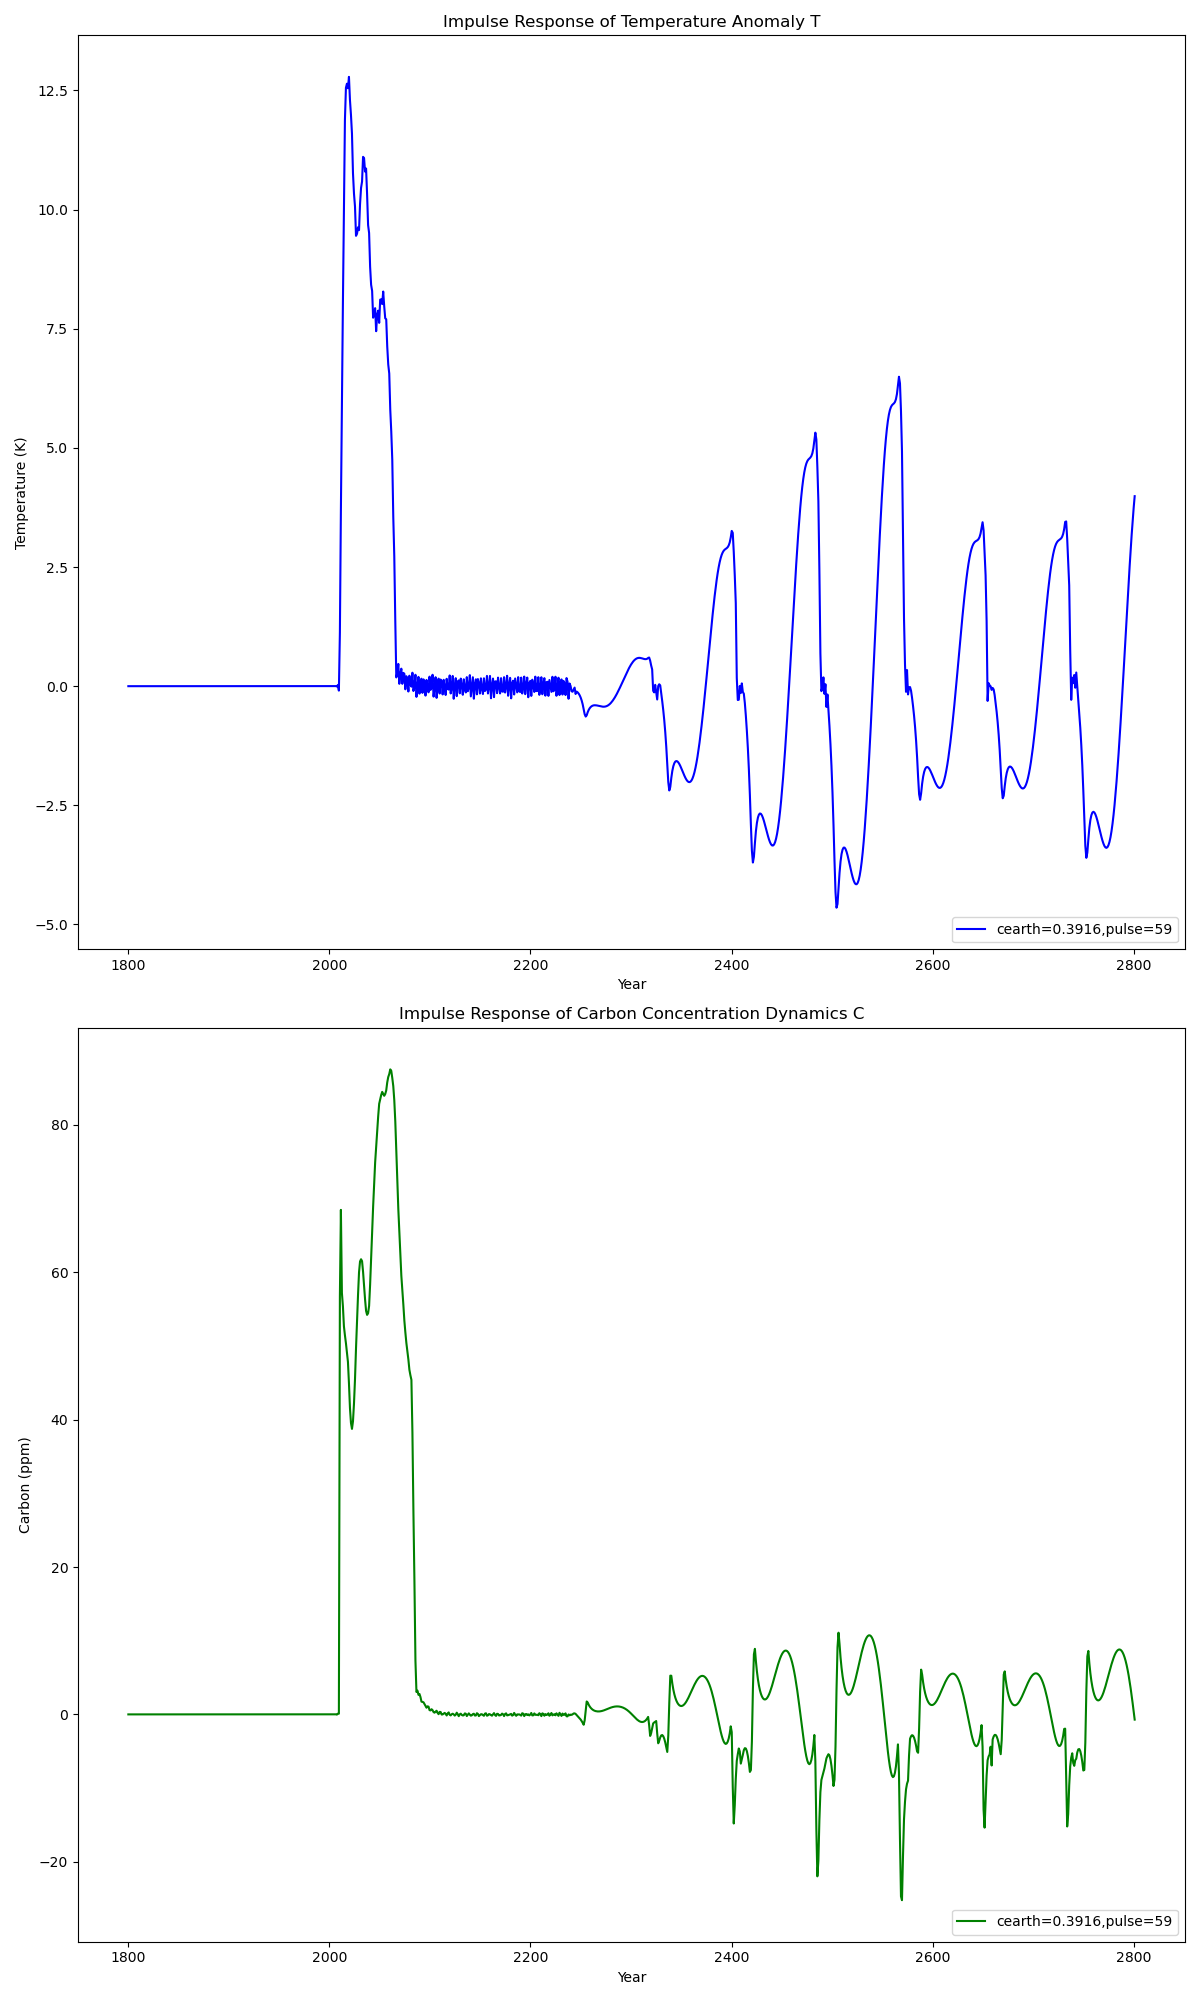 Impulse Response of Temperature Anomaly T
12.5
10.0
7.5
5.0
2.5
0.0
−2.5
−5.0
Temperature (K)
cearth=0.3916,pulse=59
1800 2000 2200 2400 2600 2800
Year
Impulse Response of Carbon Concentration Dynamics C
80
60
40
20
0
−20
Carbon (ppm)
cearth=0.3916,pulse=59
1800 2000 2200 2400 2600 2800
Year